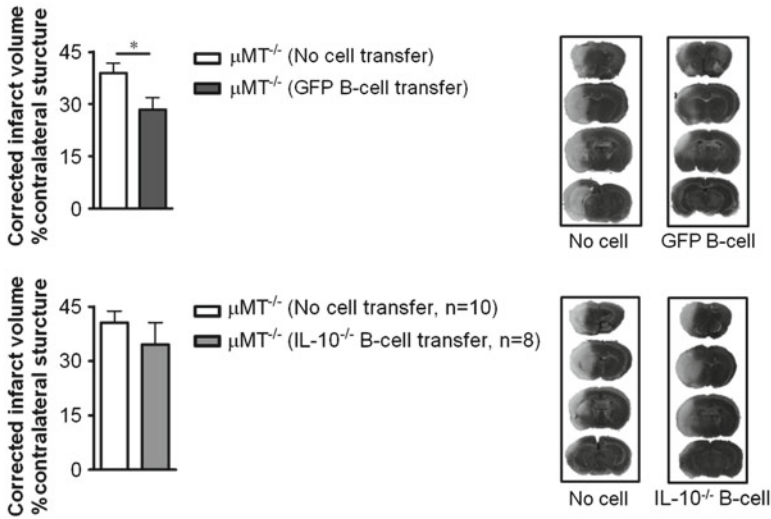 Corrected infarct volume
% contralateral sturcture
45
30
15
0
*
μMT-/- (No cell transfer)
μMT-/- (GFP B-cell transfer)
No cell
GFP B-cell
Corrected infarct volume
% contralateral sturcture
45
30
15
0
μMT-/- (No cell transfer, n=10)
μMT-/- (IL-10-/- B-cell transfer, n=8)
No cell
IL-10-/- B-cell